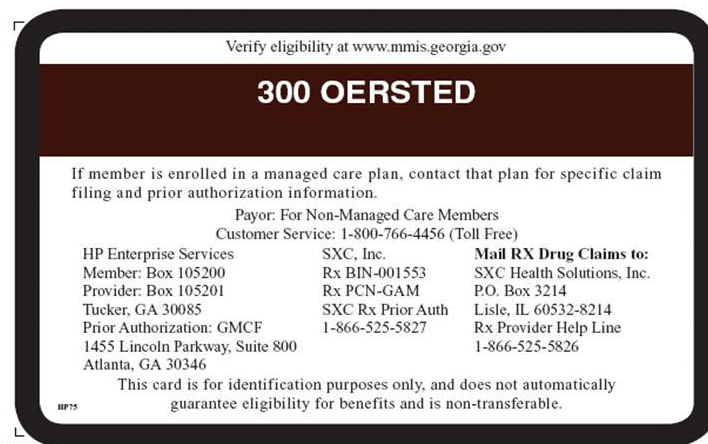 Verify eligibility at www.mmis.georgia.gov
300 OERSTED
If member is enrolled in a managed care plan, contact that plan for specific claim
filing and prior authorization information.
Payor: For Non-Managed Care Members
Customer Service: 1-800-766-4456 (Toll Free)
HP Enterprise Services
Member: Box 105200
Provider: Box 105201
Tucker, GA 30085
Prior Authorization: GMCF
1455 Lincoln Parkway, Suite 800
Atlanta, GA 30346
SXC, Inc.
Rx BIN-001553
Rx PCN-GAM
SXC Rx Prior Auth
1-866-525-5827
Mail RX Drug Claims to:
SXC Health Solutions, Inc.
P.O. Box 3214
Lisle, IL 60532-8214
Rx Provider Help Line
1-866-525-5826
This card is for identification purposes only, and does not automatically
guarantee eligibility for benefits and is non-transferable.
HP75